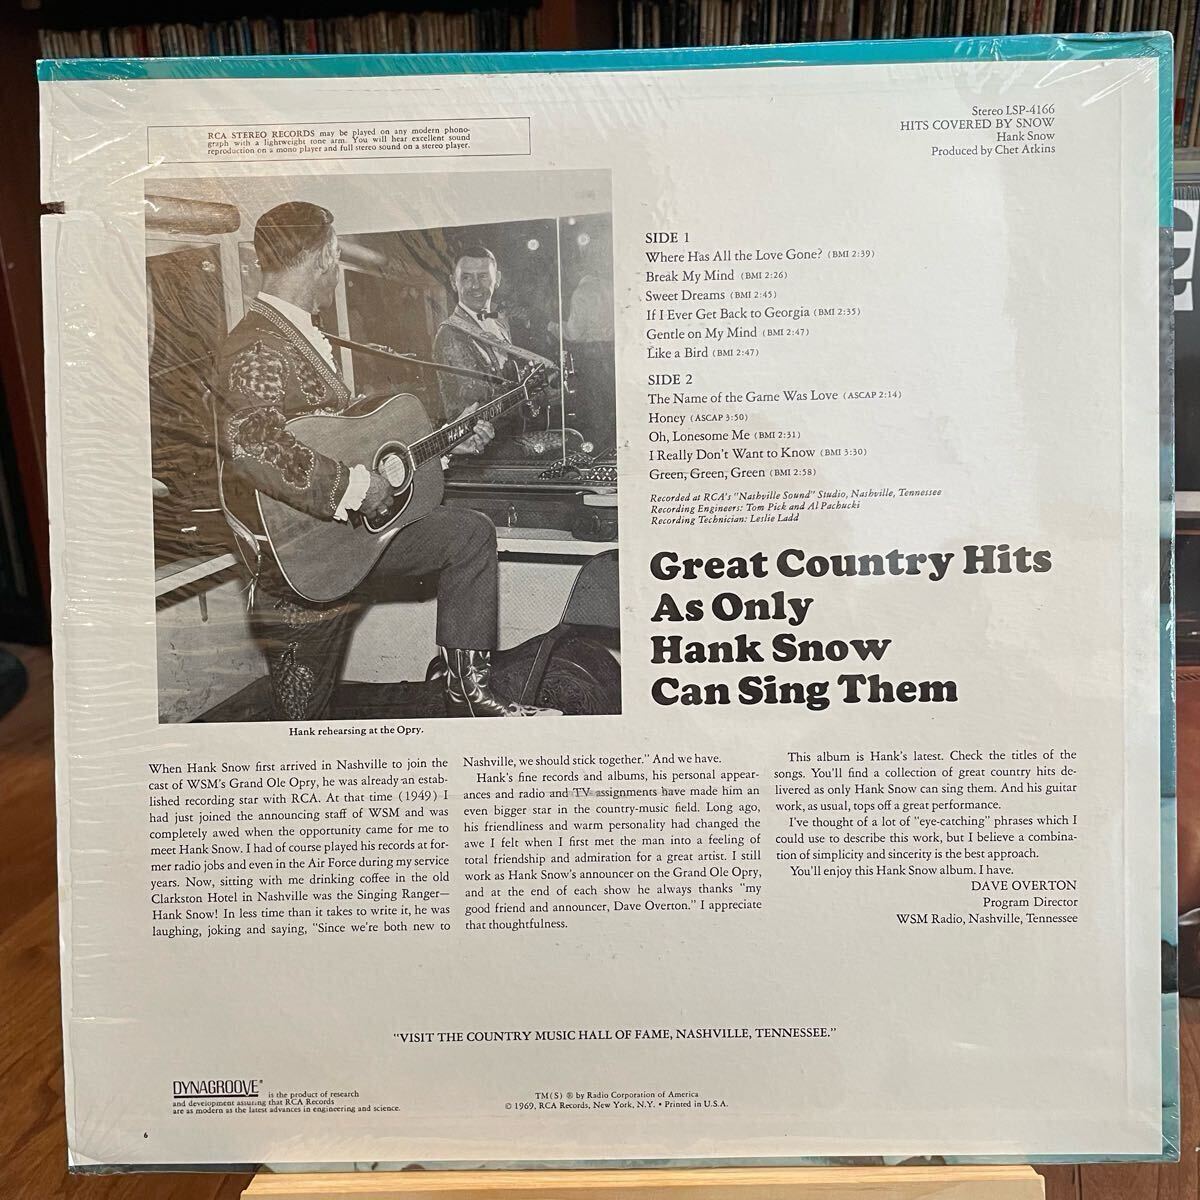 RCA STEREO RECORDS may be played on any modern phono-
graph with a lightweight tone arm. You will hear excellent sound
reproduction on a mono player and full stereo sound on a stereo player.
Stereo LSP-4166
HITS COVERED BY SNOW
Hank Snow
Produced by Chet Atkins
SIDE 1
Where Has All the Love Gone? (BMI 2:39)
Break My Mind (BMI 2:26)
Sweet Dreams (BMI 2:45)
If I Ever Get Back to Georgia (BMI 2:35)
Gentle on My Mind (BMI 2:47)
Like a Bird (BMI 2:47)
SIDE 2
The Name of the Game Was Love (ASCAP 2:14)
Honey (ASCAP 3:50)
Oh, Lonesome Me (BMI 2:31)
I Really Don't Want to Know (BMI 3:30)
Green, Green, Green (BMI 2:58)
Recorded at RCA's "Nashville Sound" Studio, Nashville, Tennessee
Recording Engineers: Tom Pick and Al Pachucki
Recording Technician: Leslie Ladd
Great Country Hits
As Only
Hank Snow
Can Sing Them
HANK SNOW
Hank rehearsing at the Opry.
When Hank Snow first arrived in Nashville to join the
cast of WSM's Grand Ole Opry, he was already an estab-
lished recording star with RCA. At that time (1949) I
had just joined the announcing staff of WSM and was
completely awed when the opportunity came for me to
meet Hank Snow. I had of course played his records at for-
mer radio jobs and even in the Air Force during my service
years. Now, sitting with me drinking coffee in the old
Clarkston Hotel in Nashville was the Singing Ranger—
Hank Snow! In less time than it takes to write it, he was
laughing, joking and saying, "Since we're both new to
Nashville, we should stick together." And we have.
Hank's fine records and albums, his personal appear-
ances and radio and TV assignments have made him an
even bigger star in the country-music field. Long ago,
his friendliness and warm personality had changed the
awe I felt when I first met the man into a feeling of
total friendship and admiration for a great artist. I still
work as Hank Snow's announcer on the Grand Ole Opry,
and at the end of each show he always thanks "my
good friend and announcer, Dave Overton." I appreciate
that thoughtfulness.
This album is Hank's latest. Check the titles of the
songs. You'll find a collection of great country hits de-
livered as only Hank Snow can sing them. And his guitar
work, as usual, tops off a great performance.
I've thought of a lot of "eye-catching" phrases which I
could use to describe this work, but I believe a combina-
tion of simplicity and sincerity is the best approach.
You'll enjoy this Hank Snow album. I have.
DAVE OVERTON
Program Director
WSM Radio, Nashville, Tennessee
"VISIT THE COUNTRY MUSIC HALL OF FAME, NASHVILLE, TENNESSEE."
DYNAGROOVE® is the product of research
and development assuring that RCA Records
are as modern as the latest advances in engineering and science.
TM(S) ® by Radio Corporation of America
© 1969, RCA Records, New York, N.Y. • Printed in U.S.A.
6